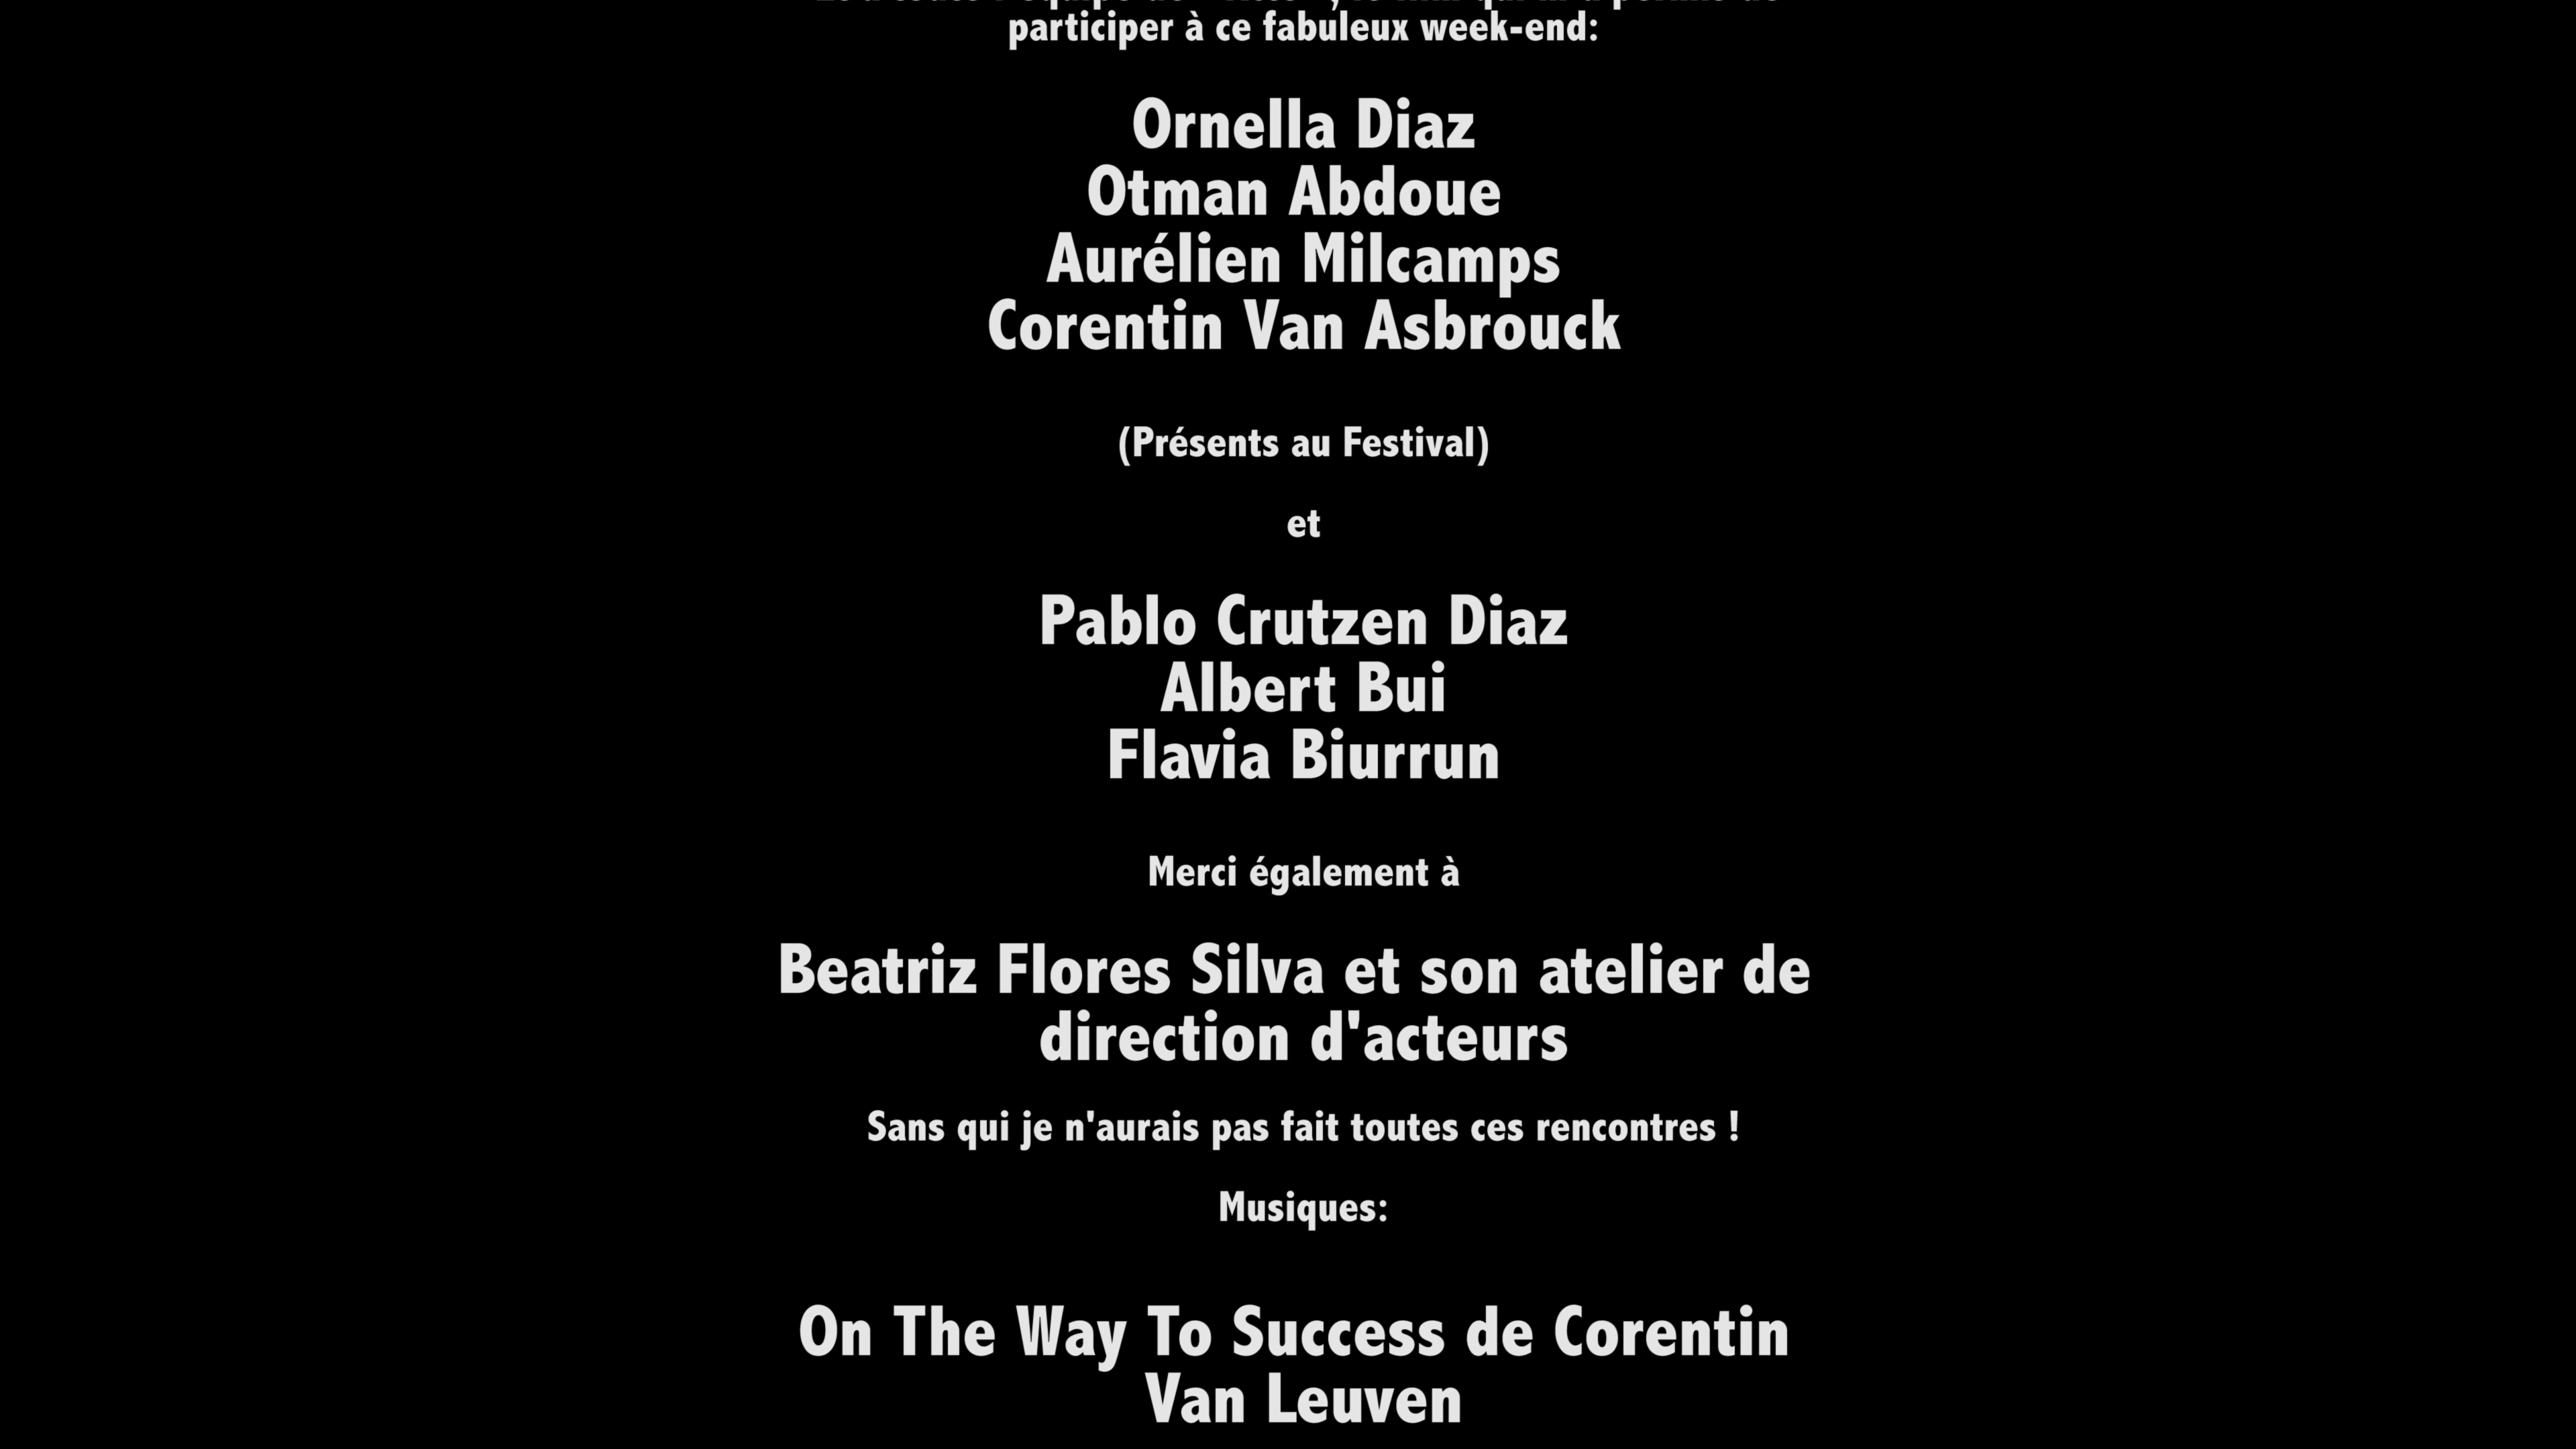 participer à ce fabuleux week-end:
Ornella Diaz
Otman Abdoue
Aurélien Milcamps
Corentin Van Asbrouck
(Présents au Festival)
et
Pablo Crutzen Diaz
Albert Bui
Flavia Biurrun
Merci également à
Beatriz Flores Silva et son atelier de
direction d'acteurs
Sans qui je n'aurais pas fait toutes ces rencontres !
Musiques:
On The Way To Success de Corentin
Van Leuven